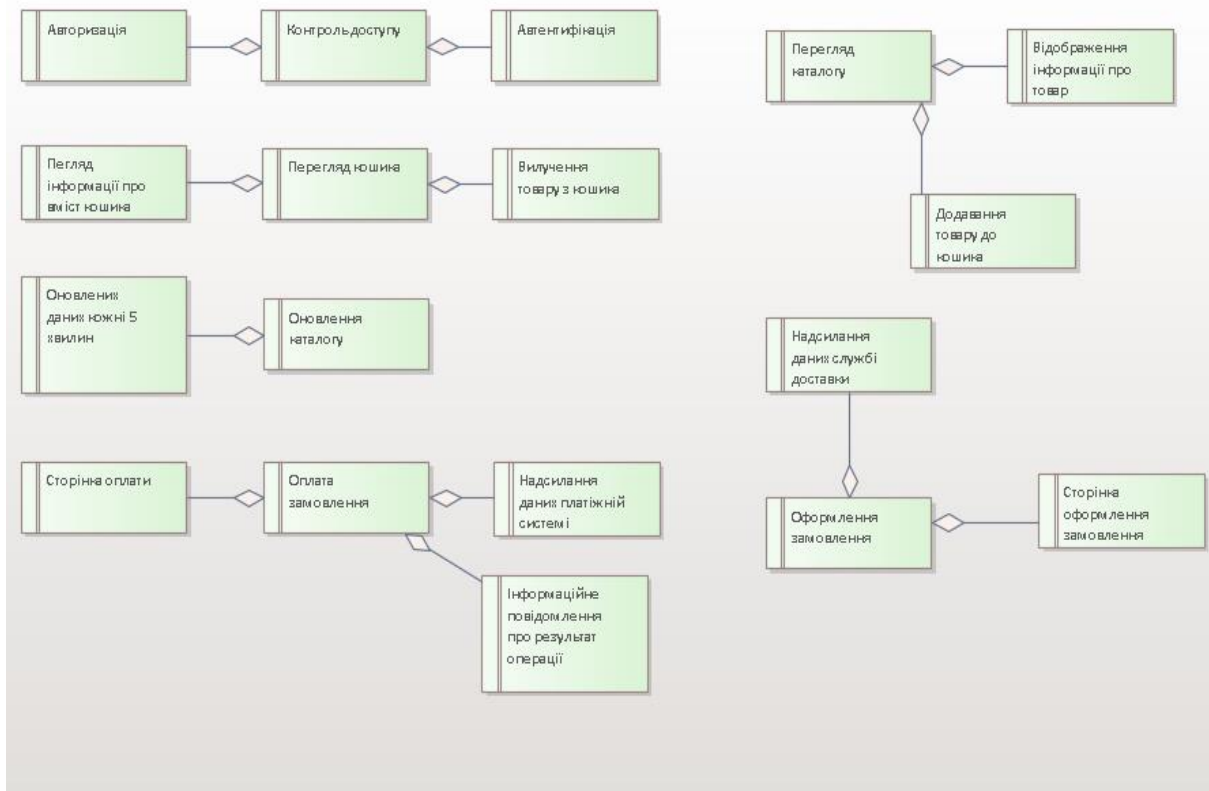 Авторизація
Контроль доступу
Автентифікація
Пегляд
інформації про
вміст кошика
Перегляд кошика
Вилучення
товару з кошика
Оновлених
даних кожні 5
хвилин
Оновлення
каталогу
Сторінка оплати
Оплата
замовлення
Надсилання
даних платіжній
системі
Інформаційне
повідомлення
про результат
операції
Перегляд
каталогу
Відображення
інформації про
товар
Додавання
товару до
кошика
Надсилання
даних службі
доставки
Оформлення
замовлення
Сторінка
оформлення
замовлення